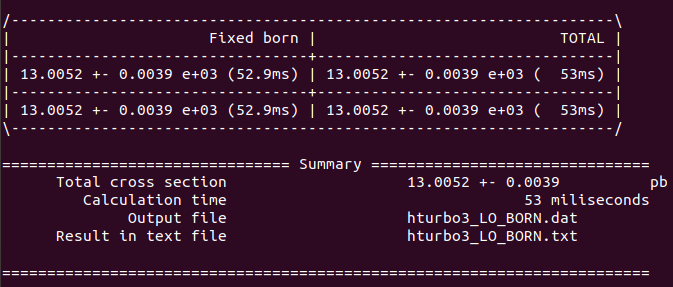 /-------------------------------------------------------------------\
|                       Fixed born |                           TOTAL |
|----------------------------------+---------------------------------|
| 13.0052 +- 0.0039 e+03 (52.9ms) | 13.0052 +- 0.0039 e+03 (  53ms) |
|----------------------------------+---------------------------------|
| 13.0052 +- 0.0039 e+03 (52.9ms) | 13.0052 +- 0.0039 e+03 (  53ms) |
\-------------------------------------------------------------------/
================================ Summary ===============================
Total cross section                    13.0052 +- 0.0039          pb
Calculation time                                 53 miliseconds
Output file                    hturbo3_LO_BORN.dat
Result in text file                    hturbo3_LO_BORN.txt
========================================================================